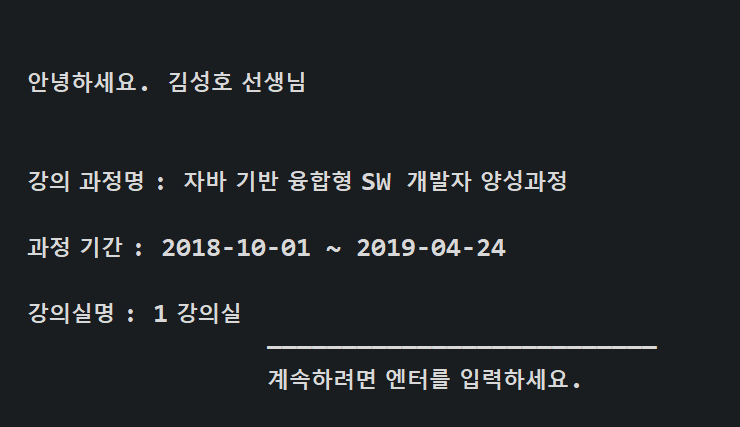 안녕하세요. 김성호 선생님
강의 과정명 : 자바 기반 융합형 SW 개발자 양성과정
과정 기간 : 2018-10-01 ~ 2019-04-24
강의실명 : 1 강의실
계속하려면 엔터를 입력하세요.